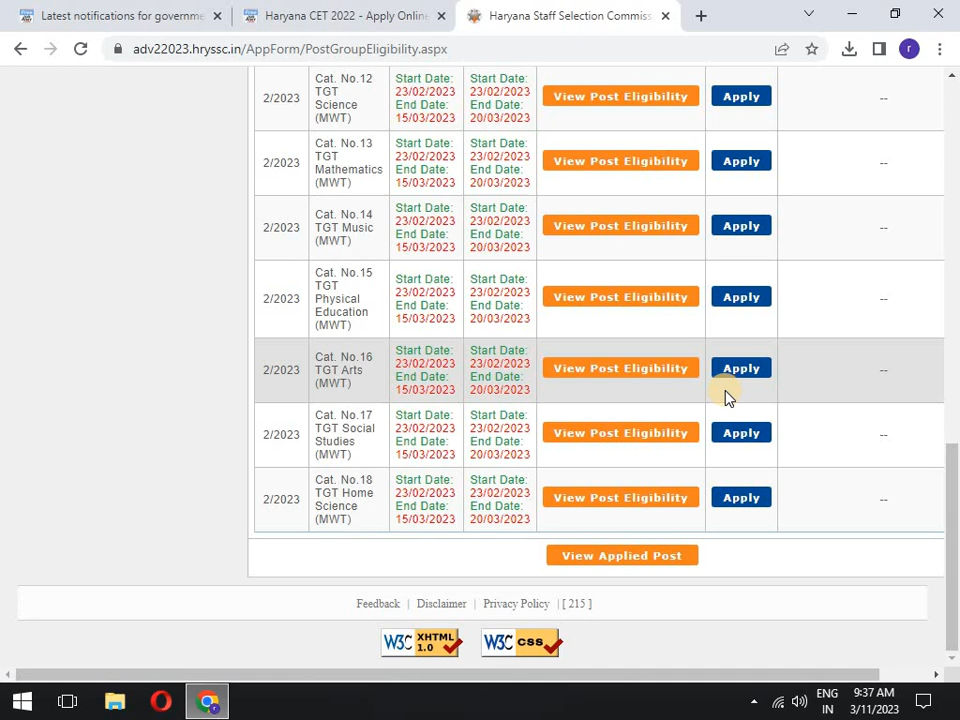 Latest notifications for governme
Haryana CET 2022 - Apply Online
Haryana Staff Selection Commiss
adv22023.hryssc.in/AppForm/PostGroupEligibility.aspx
r
2/2023
Cat. No.12
TGT
Science
(MWT)
Start Date:
23/02/2023
End Date:
15/03/2023
Start Date:
23/02/2023
End Date:
20/03/2023
View Post Eligibility
Apply
--
2/2023
Cat. No.13
TGT
Mathematics
(MWT)
Start Date:
23/02/2023
End Date:
15/03/2023
Start Date:
23/02/2023
End Date:
20/03/2023
View Post Eligibility
Apply
--
2/2023
Cat. No.14
TGT Music
(MWT)
Start Date:
23/02/2023
End Date:
15/03/2023
Start Date:
23/02/2023
End Date:
20/03/2023
View Post Eligibility
Apply
--
2/2023
Cat. No.15
TGT
Physical
Education
(MWT)
Start Date:
23/02/2023
End Date:
15/03/2023
Start Date:
23/02/2023
End Date:
20/03/2023
View Post Eligibility
Apply
--
2/2023
Cat. No.16
TGT Arts
(MWT)
Start Date:
23/02/2023
End Date:
15/03/2023
Start Date:
23/02/2023
End Date:
20/03/2023
View Post Eligibility
Apply
--
2/2023
Cat. No.17
TGT Social
Studies
(MWT)
Start Date:
23/02/2023
End Date:
15/03/2023
Start Date:
23/02/2023
End Date:
20/03/2023
View Post Eligibility
Apply
--
2/2023
Cat. No.18
TGT Home
Science
(MWT)
Start Date:
23/02/2023
End Date:
15/03/2023
Start Date:
23/02/2023
End Date:
20/03/2023
View Post Eligibility
Apply
--
View Applied Post
Feedback | Disclaimer | Privacy Policy | [ 215 ]
W3C XHTML 1.0
W3C css
ENG
IN
9:37 AM
3/11/2023